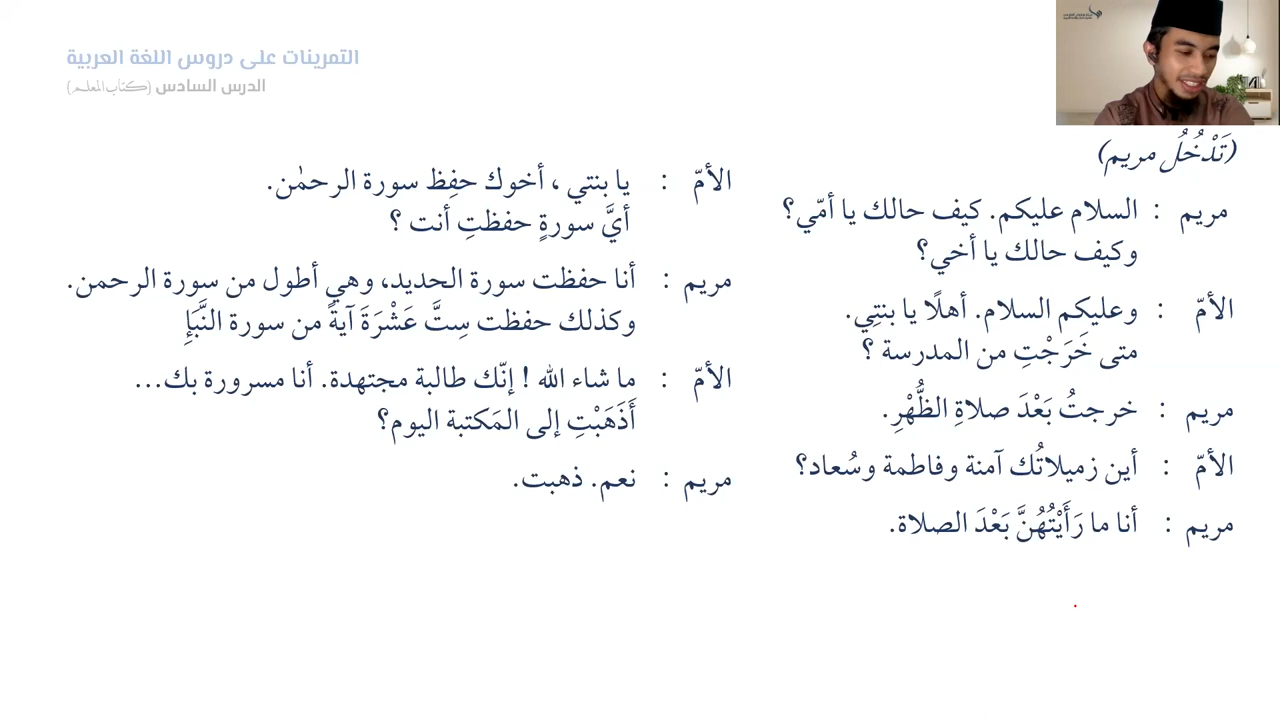 التمرينات على دروس اللغة العربية
الدرس السادس (كتاب المعلم)
(تَدْخُلُ مريم)
مريم : السلام عليكم. كيف حالك يا أمّي؟
وكيف حالك يا أخي؟
الأمّ : وعليكم السلام. أهلًا يا بنتِي.
متى خَرَجْتِ من المدرسة ؟
مريم : خرجتُ بَعْدَ صلاةِ الظُّهْرِ.
الأمّ : أين زميلاتُك آمنة وفاطمة وسُعاد؟
مريم : أنا ما رَأَيْتُهُنَّ بَعْدَ الصلاة.
الأمّ : يا بنتي ، أخوك حفِظ سورة الرحمٰن.
أيَّ سورةٍ حفظتِ أنت ؟
مريم : أنا حفظت سورة الحديد، وهي أطول من سورة الرحمن.
وكذلك حفظت سِتَّ عَشْرَةَ آيةً من سورة النَّبَإِ
الأمّ : ما شاء الله ! إنّك طالبة مجتهدة. أنا مسرورة بك...
أَذَهَبْتِ إلى المَكتبة اليوم؟
مريم : نعم. ذهبت.